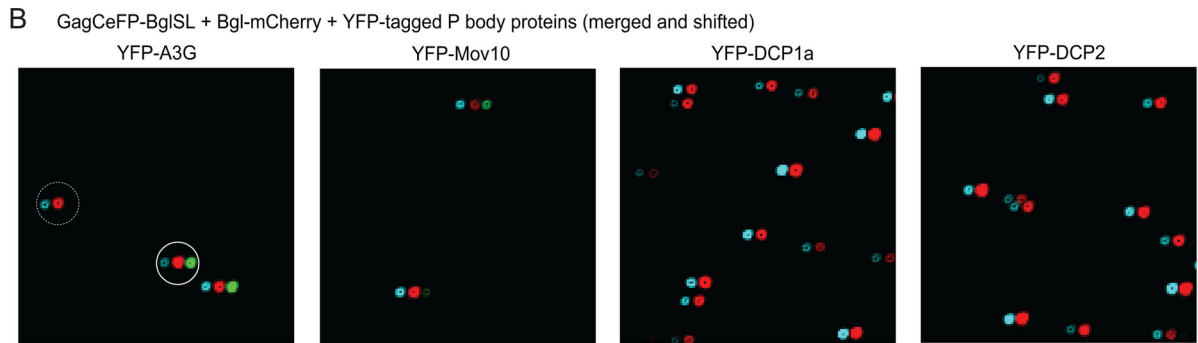 B GagCeFP-BglSL + Bgl-mCherry + YFP-tagged P body proteins (merged and shifted)
YFP-A3G YFP-Mov10 YFP-DCP1a YFP-DCP2